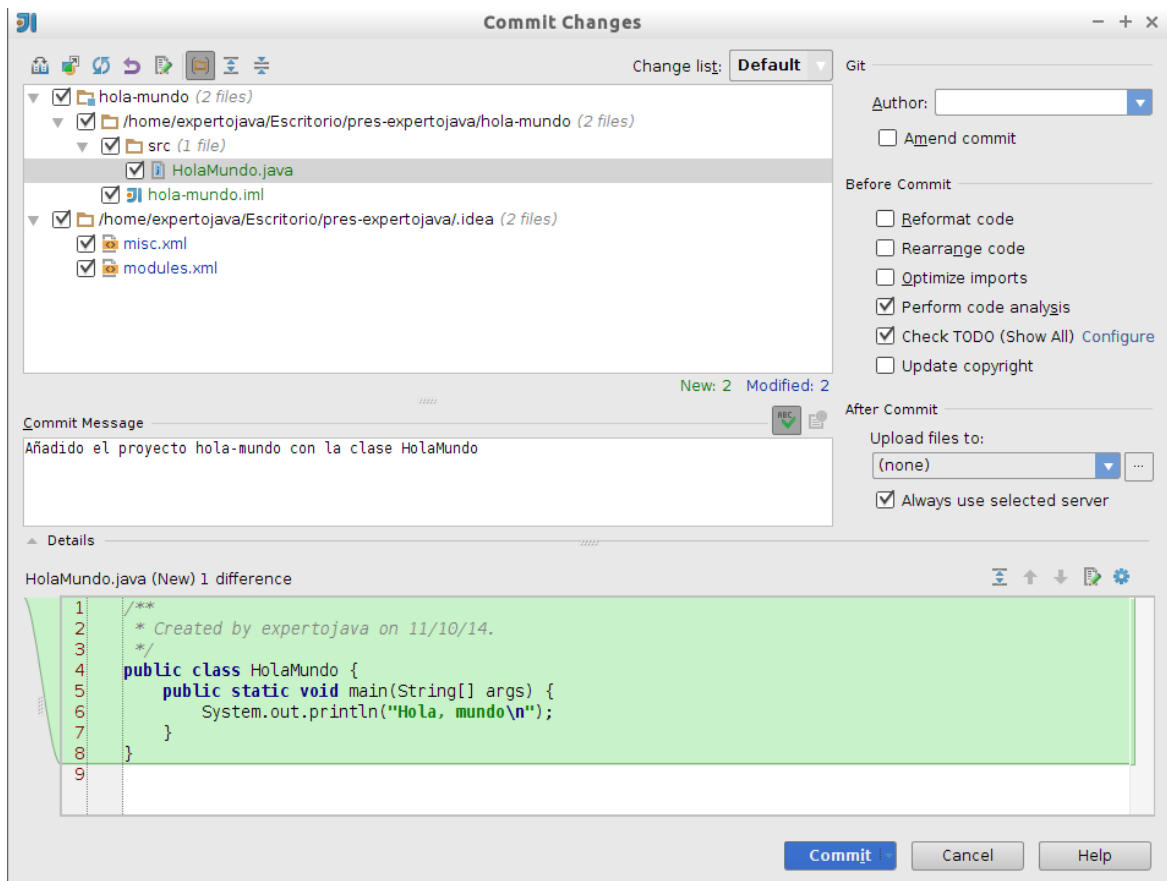 Commit Changes
Change list: Default
hola-mundo (2 files)
/home/expertojava/Escritorio/pres-expertojava/hola-mundo (2 files)
src (1 file)
HolaMundo.java
hola-mundo.iml
/home/expertojava/Escritorio/pres-expertojava/.idea (2 files)
misc.xml
modules.xml
New: 2 Modified: 2
Git
Author:
Amend commit
Before Commit
Reformat code
Rearrange code
Optimize imports
Perform code analysis
Check TODO (Show All) Configure
Update copyright
After Commit
Upload files to:
(none)
...
Always use selected server
Commit Message
ABC
Añadido el proyecto hola-mundo con la clase HolaMundo
Details
HolaMundo.java (New) 1 difference
1 /**
2 * Created by expertojava on 11/10/14.
3 */
4 public class HolaMundo {
5 public static void main(String[] args) {
6 System.out.println("Hola, mundo\n");
7 }
8 }
9
Commit
Cancel
Help